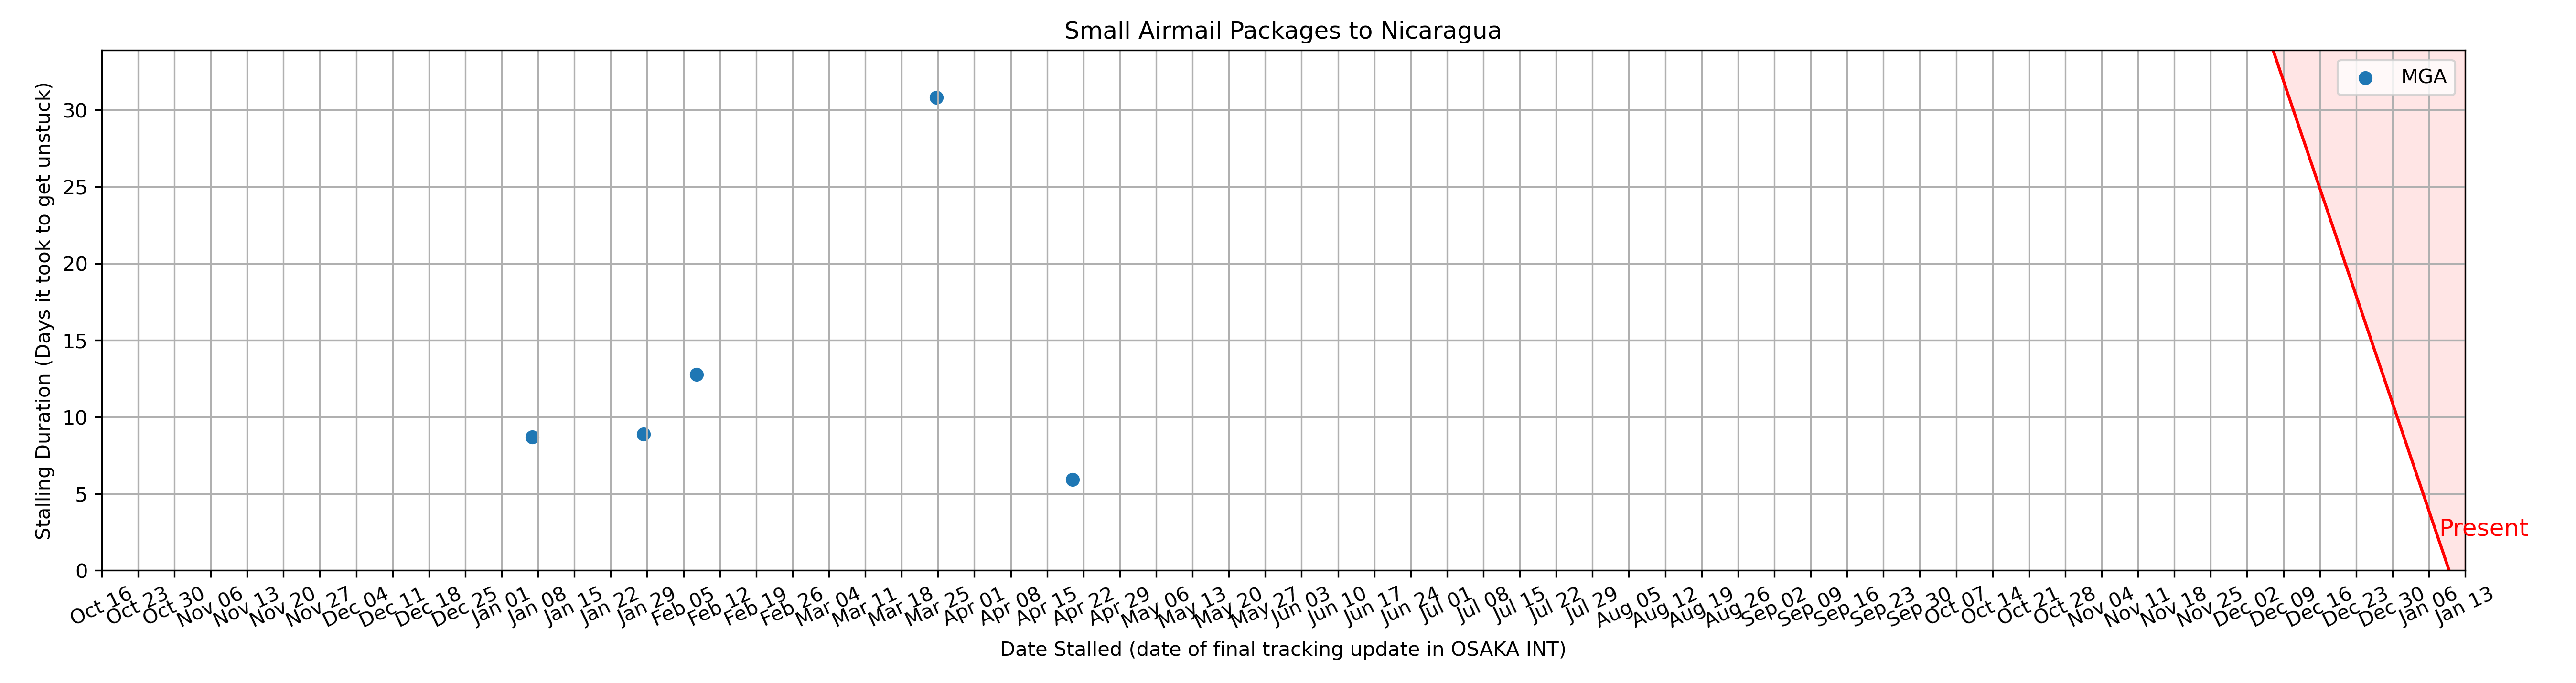 Small Airmail Packages to Nicaragua
MGA
Stalling Duration (Days it took to get unstuck)
30
25
20
15
10
5
0
Present
Oct 16 Oct 23 Oct 30 Nov 06 Nov 13 Nov 20 Nov 27 Dec 04 Dec 11 Dec 18 Dec 25 Jan 01 Jan 08 Jan 15 Jan 22 Jan 29 Feb 05 Feb 12 Feb 19 Feb 26 Mar 04 Mar 11 Mar 18 Mar 25 Apr 01 Apr 08 Apr 15 Apr 22 Apr 29 May 06 May 13 May 20 May 27 Jun 03 Jun 10 Jun 17 Jun 24 Jul 01 Jul 08 Jul 15 Jul 22 Jul 29 Aug 05 Aug 12 Aug 19 Aug 26 Sep 02 Sep 09 Sep 16 Sep 23 Sep 30 Oct 07 Oct 14 Oct 21 Oct 28 Nov 04 Nov 11 Nov 18 Nov 25 Dec 02 Dec 09 Dec 16 Dec 23 Dec 30 Jan 06 Jan 13
Date Stalled (date of final tracking update in OSAKA INT)